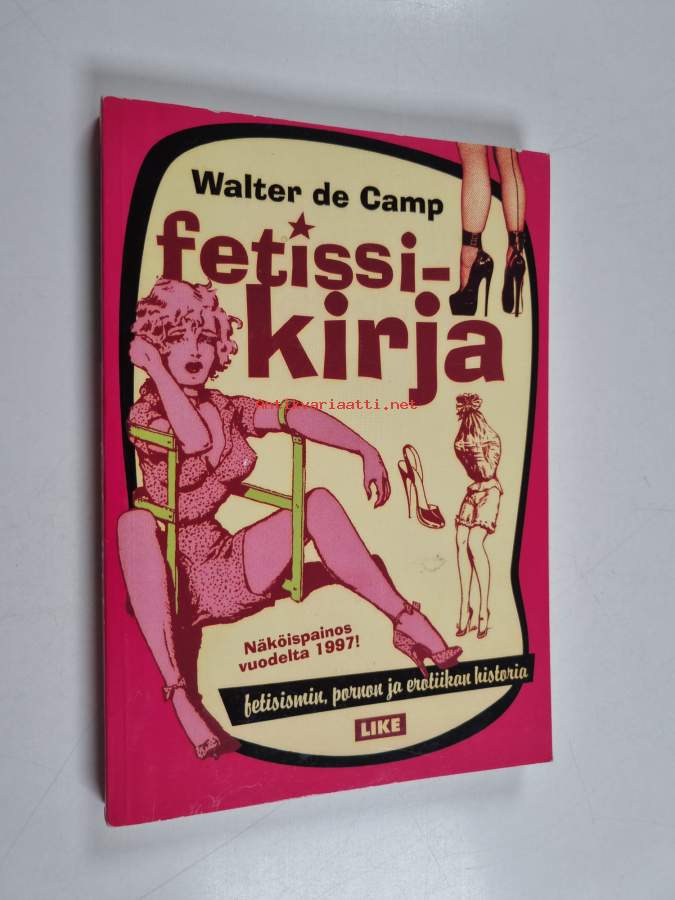 Walter de Camp
fetissi-
kirja
Antikvariaatti.net
Näköispainos
vuodelta 1997!
fetisismin, pornon ja erotiikan historia
LIKE